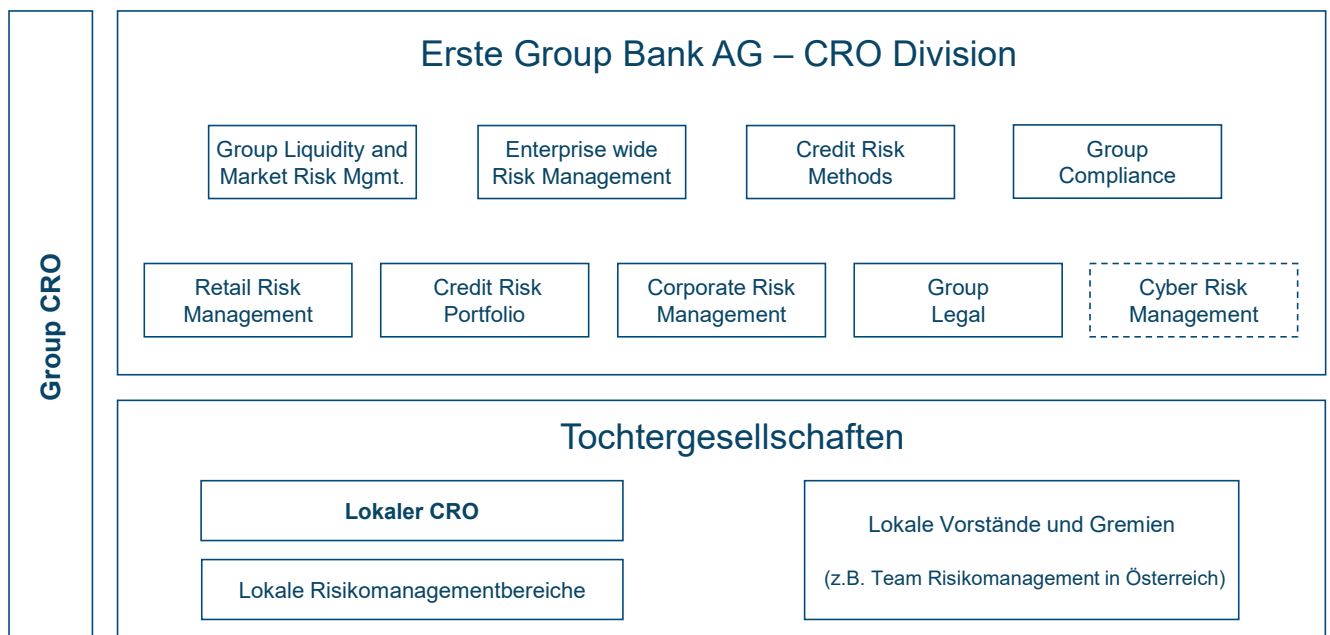 Group CRO
Erste Group Bank AG – CRO Division
Group Liquidity and
Market Risk Mgmt.
Enterprise wide
Risk Management
Credit Risk
Methods
Group
Compliance
Retail Risk
Management
Credit Risk
Portfolio
Corporate Risk
Management
Group
Legal
Cyber Risk
Management
Tochtergesellschaften
Lokaler CRO
Lokale Risikomanagementbereiche
Lokale Vorstände und Gremien
(z.B. Team Risikomanagement in Österreich)